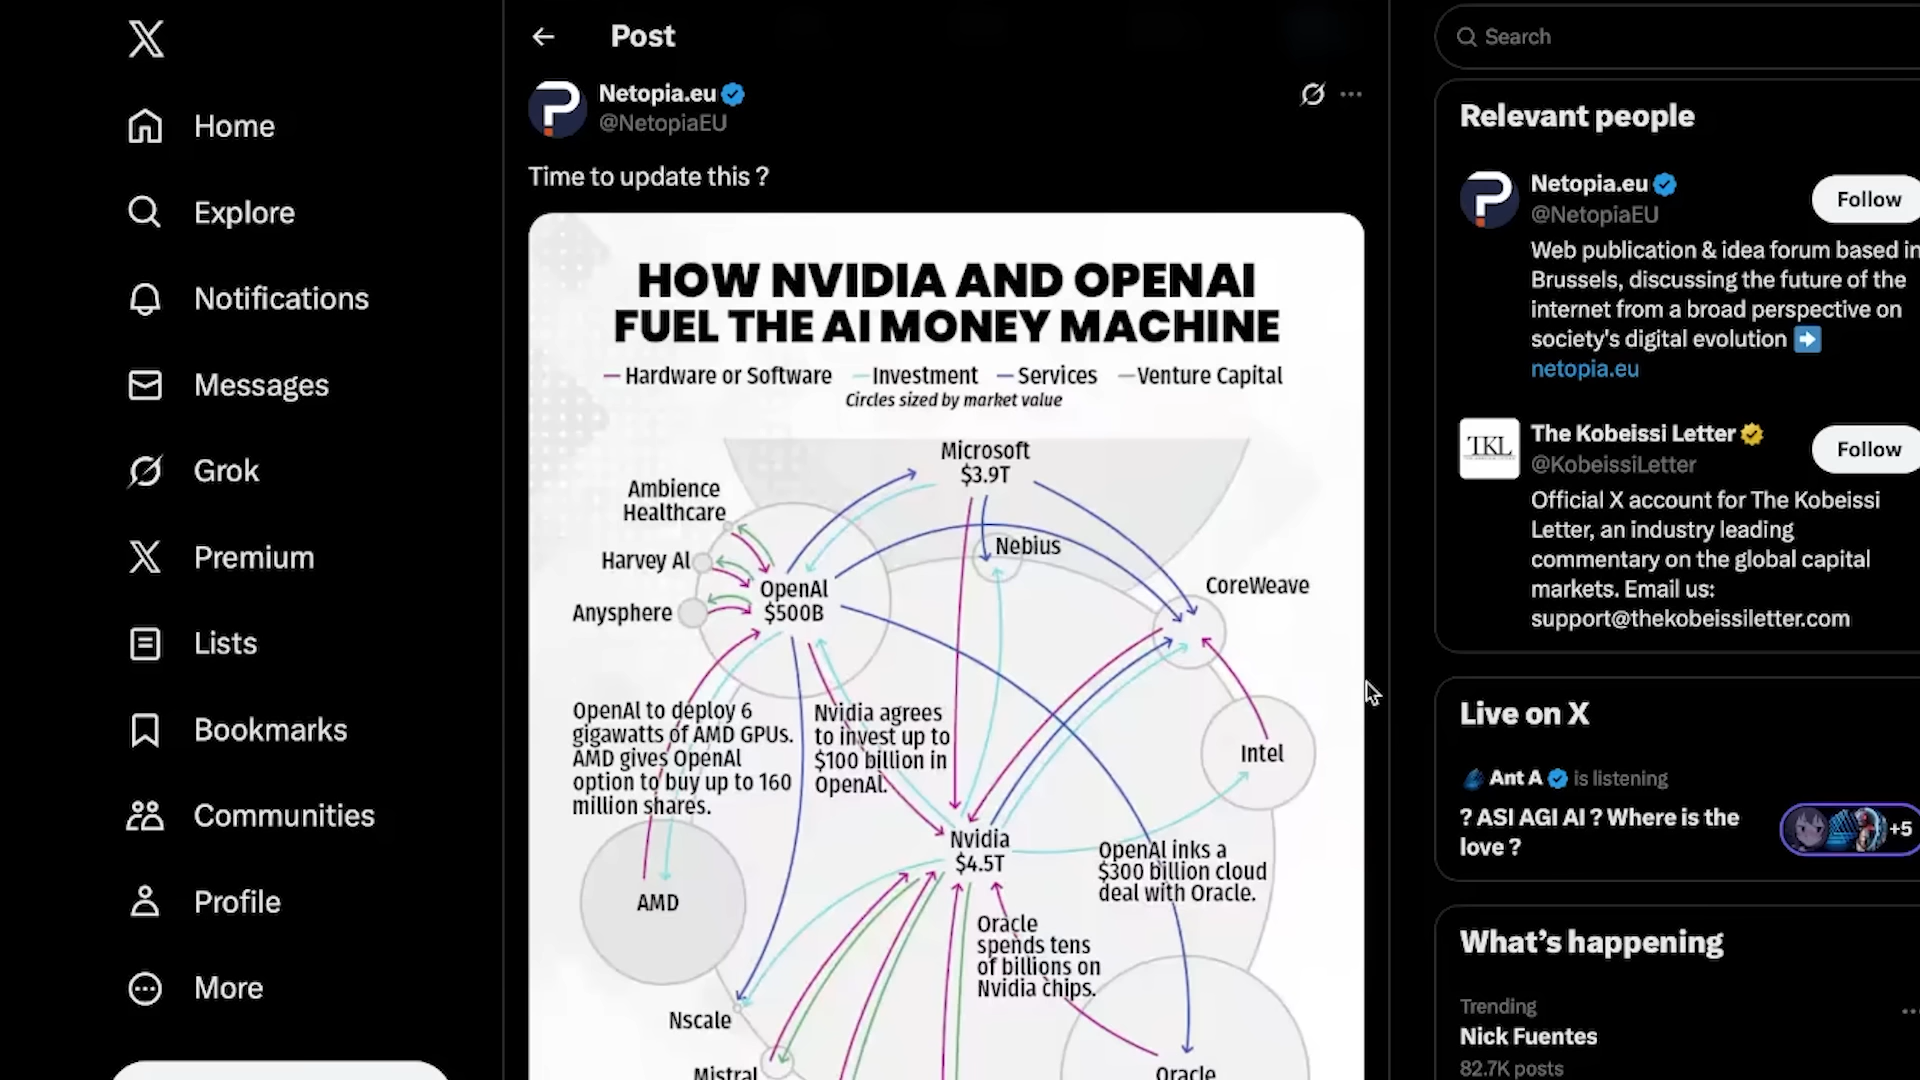 Home
Explore
Notifications
Messages
Grok
Premium
Lists
Bookmarks
Communities
Profile
More
Post
Netopia.eu
@NetopiaEU
Time to update this ?
HOW NVIDIA AND OPENAI
FUEL THE AI MONEY MACHINE
Hardware or Software
Investment
Services
Venture Capital
Circles sized by market value
Microsoft
$3.9T
Ambience
Healthcare
Harvey AI
Anysphere
OpenAI
$500B
Nebius
CoreWeave
Intel
OpenAI to deploy 6
gigawatts of AMD GPUs.
AMD gives OpenAI
option to buy up to 160
million shares.
Nvidia agrees
to invest up to
$100 billion in
OpenAI.
Nvidia
$4.5T
OpenAI inks a
$300 billion cloud
deal with Oracle.
AMD
Oracle
spends tens
of billions on
Nvidia chips.
Nscale
Mistral
Oracle
Search
Relevant people
Netopia.eu
Follow
@NetopiaEU
Web publication & idea forum based in
Brussels, discussing the future of the
internet from a broad perspective on
society's digital evolution
netopia.eu
TKL
The Kobeissi Letter
Follow
@KobeissiLetter
Official X account for The Kobeissi
Letter, an industry leading
commentary on the global capital
markets. Email us:
support@thekobeissiletter.com
Live on X
Ant A is listening
? ASI AGI AI ? Where is the
love ?
+5
What's happening
Trending
Nick Fuentes
82.7K posts